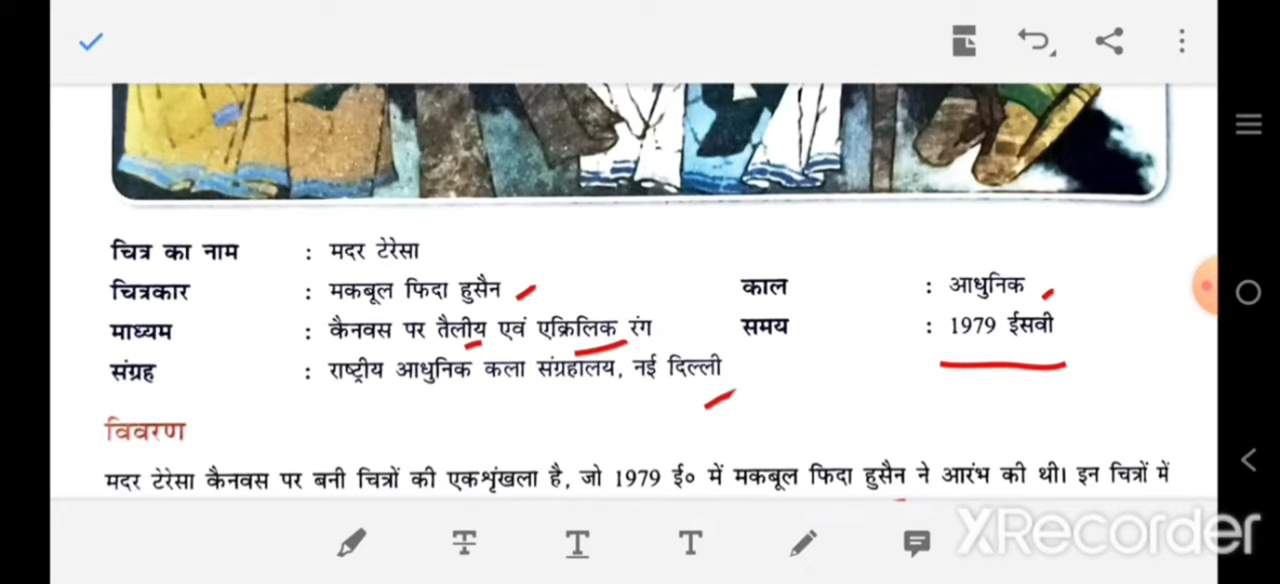 चित्र का नाम : मदर टेरेसा
चित्रकार : मकबूल फिदा हुसैन काल : आधुनिक
माध्यम : कैनवस पर तैलीय एवं एक्रिलिक रंग समय : 1979 ईसवी
संग्रह : राष्ट्रीय आधुनिक कला संग्रहालय, नई दिल्ली
विवरण
मदर टेरेसा कैनवस पर बनी चित्रों की एकशृंखला है, जो 1979 ई० में मकबूल फिदा हुसैन ने आरंभ की थी। इन चित्रों में
T T T
XRecorder